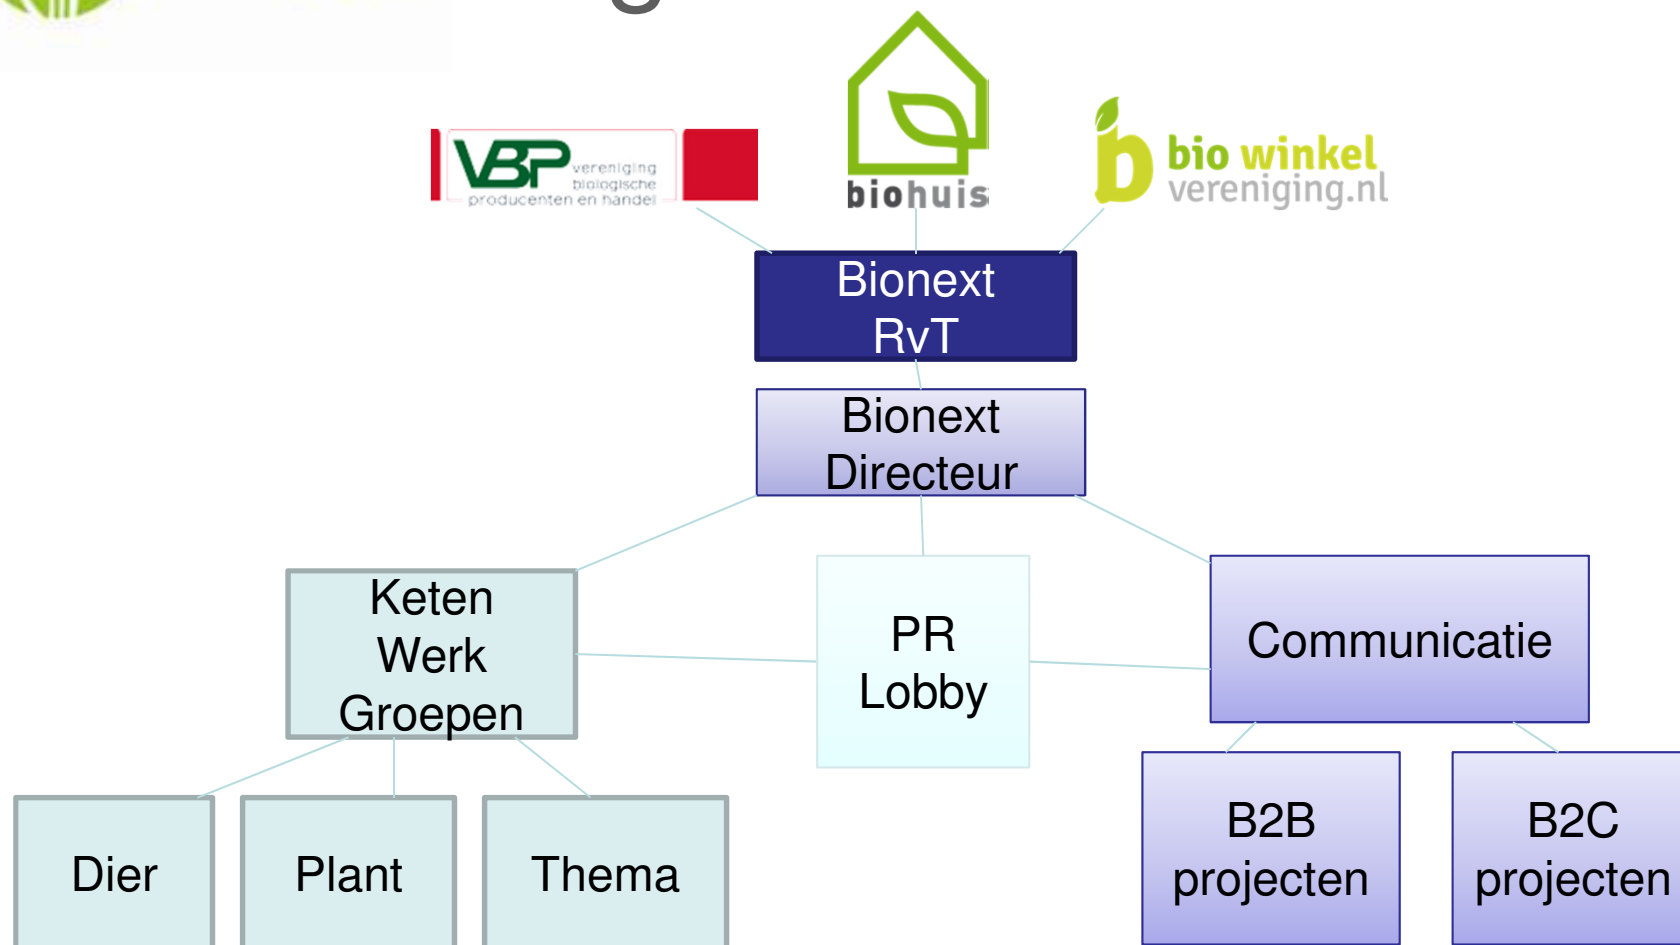 VBP vereniging
biologische
producenten en handel
biohuis
bio winkel
vereniging.nl
Bionext
RvT
Bionext
Directeur
Keten
Werk
Groepen
PR
Lobby
Communicatie
Dier
Plant
Thema
B2B
projecten
B2C
projecten